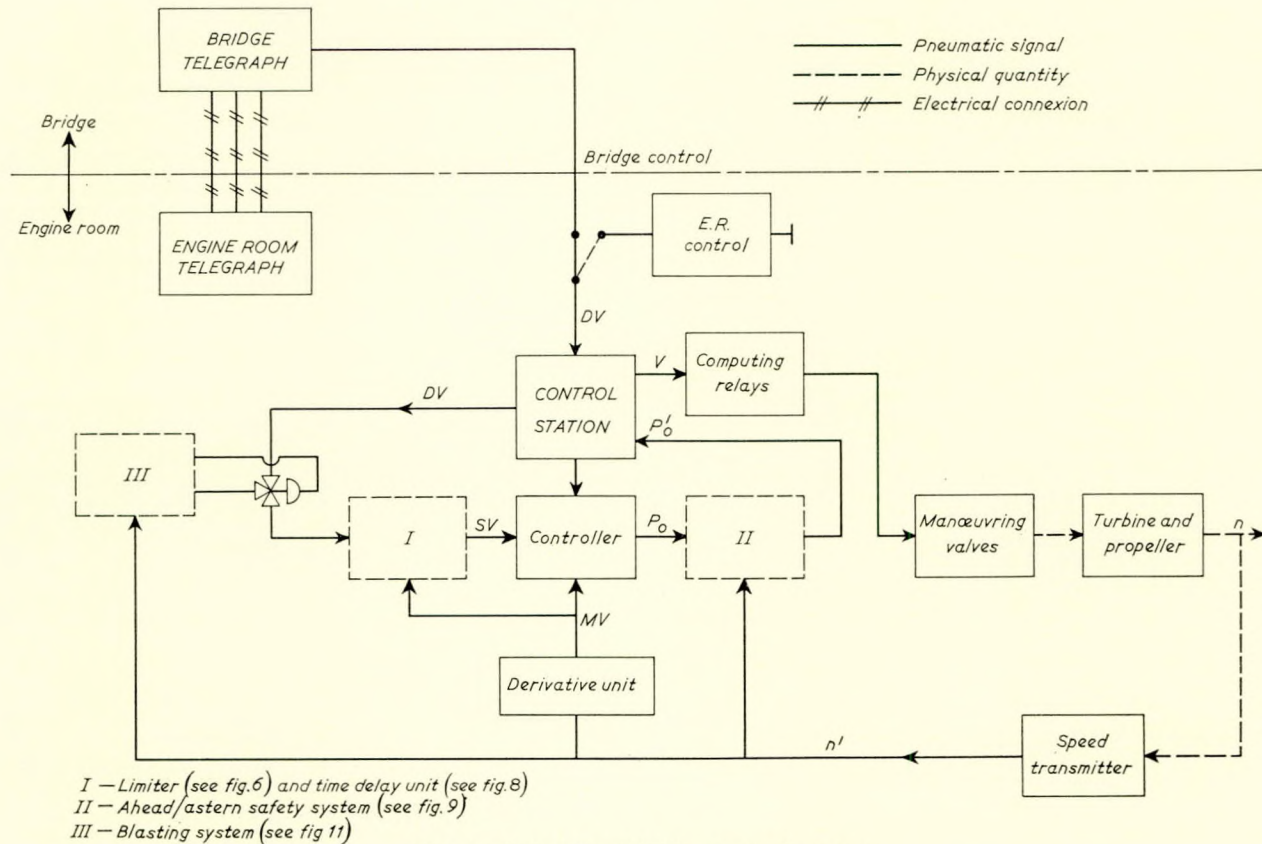 BRIDGE
TELEGRAPH
Pneumatic signal
Physical quantity
Electrical connexion
Bridge
Bridge control
Engine room
ENGINE ROOM
TELEGRAPH
E.R.
control
DV
V
Computing
relays
CONTROL
STATION
DV
P₀'
III
I
SV
Controller
P₀
II
Manœuvring
valves
Turbine and
propeller
n
MV
Derivative unit
n'
Speed
transmitter
I — Limiter (see fig.6) and time delay unit (see fig.8)
II — Ahead/astern safety system (see fig.9)
III — Blasting system (see fig 11)